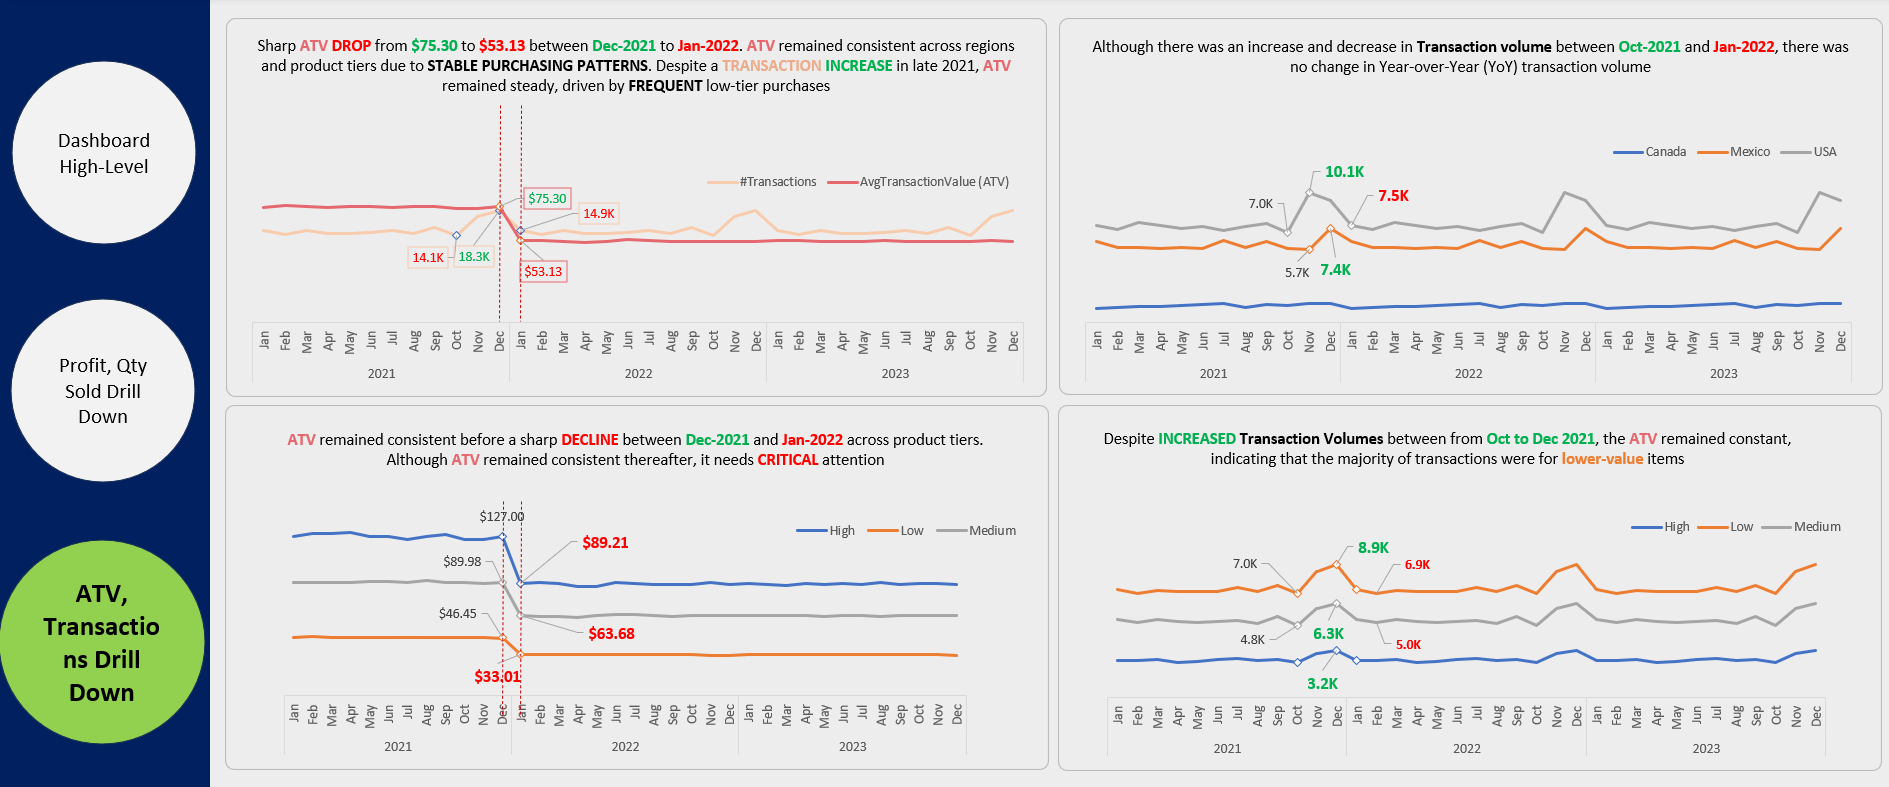 Dashboard
High-Level
Profit, Qty
Sold Drill
Down
ATV,
Transactio
ns Drill
Down
Sharp ATV DROP from $75.30 to $53.13 between Dec-2021 to Jan-2022. ATV remained consistent across regions
and product tiers due to STABLE PURCHASING PATTERNS. Despite a TRANSACTION INCREASE in late 2021, ATV
remained steady, driven by FREQUENT low-tier purchases
#Transactions AvgTransactionValue (ATV)
$75.30
14.9K
14.1K 18.3K
$53.13
Jan Feb Mar Apr May Jun Jul Aug Sep Oct Nov Dec Jan Feb Mar Apr May Jun Jul Aug Sep Oct Nov Dec Jan Feb Mar Apr May Jun Jul Aug Sep Oct Nov Dec
2021 2022 2023
Although there was an increase and decrease in Transaction volume between Oct-2021 and Jan-2022, there was
no change in Year-over-Year (YoY) transaction volume
Canada Mexico USA
10.1K
7.5K
7.0K
5.7K 7.4K
Jan Feb Mar Apr May Jun Jul Aug Sep Oct Nov Dec Jan Feb Mar Apr May Jun Jul Aug Sep Oct Nov Dec Jan Feb Mar Apr May Jun Jul Aug Sep Oct Nov Dec
2021 2022 2023
ATV remained consistent before a sharp DECLINE between Dec-2021 and Jan-2022 across product tiers.
Although ATV remained consistent thereafter, it needs CRITICAL attention
High Low Medium
$127.00
$89.21
$89.98
$46.45
$63.68
$33.01
Jan Feb Mar Apr May Jun Jul Aug Sep Oct Nov Dec Jan Feb Mar Apr May Jun Jul Aug Sep Oct Nov Dec Jan Feb Mar Apr May Jun Jul Aug Sep Oct Nov Dec
2021 2022 2023
Despite INCREASED Transaction Volumes between from Oct to Dec 2021, the ATV remained constant,
indicating that the majority of transactions were for lower-value items
High Low Medium
8.9K
7.0K
6.9K
4.8K
6.3K
5.0K
3.2K
Jan Feb Mar Apr May Jun Jul Aug Sep Oct Nov Dec Jan Feb Mar Apr May Jun Jul Aug Sep Oct Nov Dec Jan Feb Mar Apr May Jun Jul Aug Sep Oct Nov Dec
2021 2022 2023